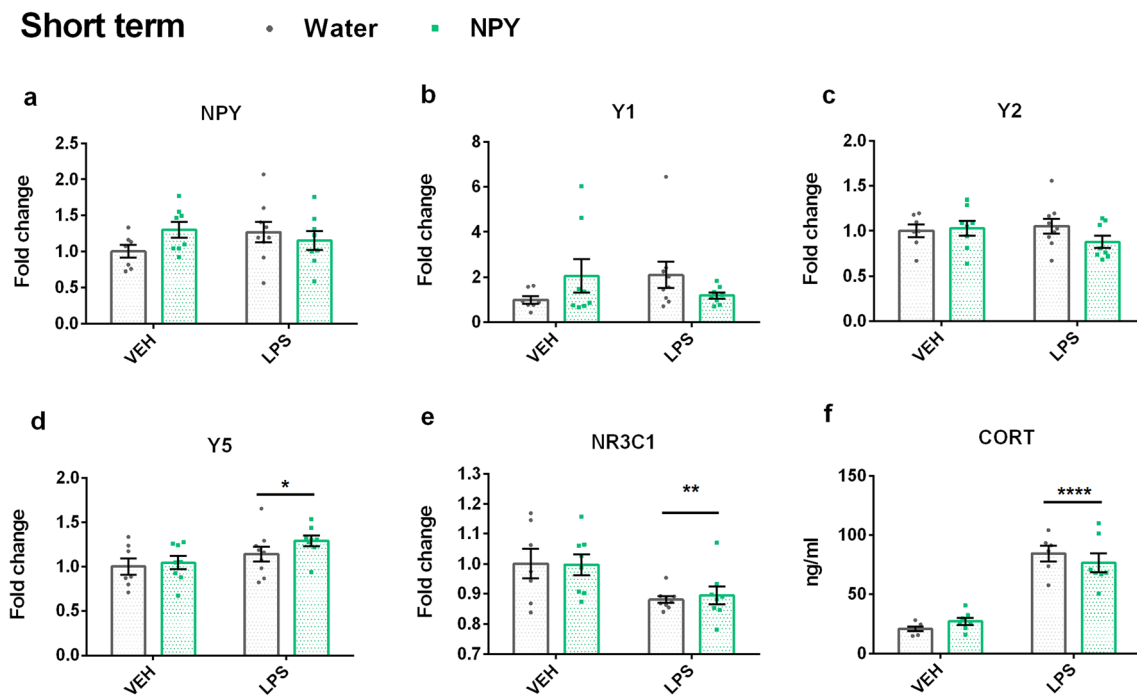 Short term Water NPY
a NPY
Fold change
2.5
2.0
1.5
1.0
0.5
0.0
VEH LPS
b Y1
Fold change
8
6
4
2
0
VEH LPS
c Y2
Fold change
2.0
1.5
1.0
0.5
0.0
VEH LPS
d Y5
Fold change
2.0
1.5
1.0
0.5
0.0
*
VEH LPS
e NR3C1
Fold change
1.3
1.2
1.1
1.0
0.9
0.8
0.7
**
VEH LPS
f CORT
ng/ml
150
100
50
0
****
VEH LPS